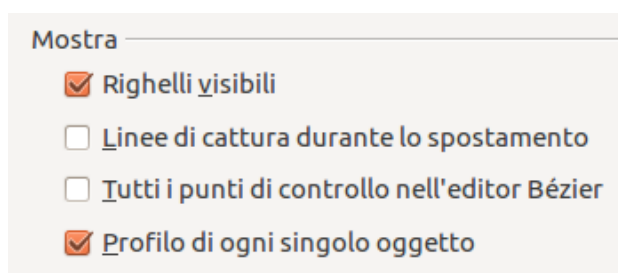 Mostra
Righelli visibili
Linee di cattura durante lo spostamento
Tutti i punti di controllo nell'editor Bézier
Profilo di ogni singolo oggetto